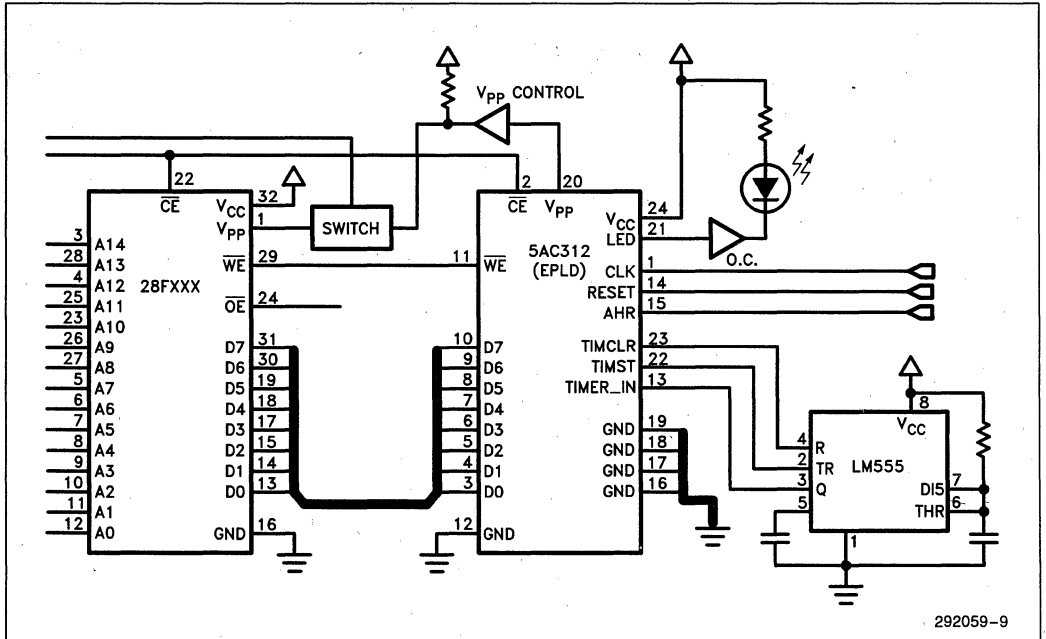 V_PP CONTROL
22
C̅E̅
32
V_CC
1
V_PP
SWITCH
2
C̅E̅
20
V_PP
24
V_CC
21
LED
O.C.
3
A14
28
A13
4
A12
25
A11
23
A10
26
A9
27
A8
5
A7
6
A6
7
A5
8
A4
9
A3
10
A2
11
A1
12
A0
28FXXX
29
W̅E̅
24
O̅E̅
31
D7
30
D6
19
D5
18
D4
17
D3
15
D2
14
D1
13
D0
16
GND
5AC312
(EPLD)
11
W̅E̅
10
D7
9
D6
8
D5
7
D4
6
D3
5
D2
4
D1
3
D0
12
GND
CLK
1
RESET
14
AHR
15
TIMCLR
23
TIMST
22
TIMER_IN
13
GND
19
GND
18
GND
17
GND
16
8
V_CC
LM555
4
R
2
TR
3
Q
5
DI5
7
THR
6
1
292059-9